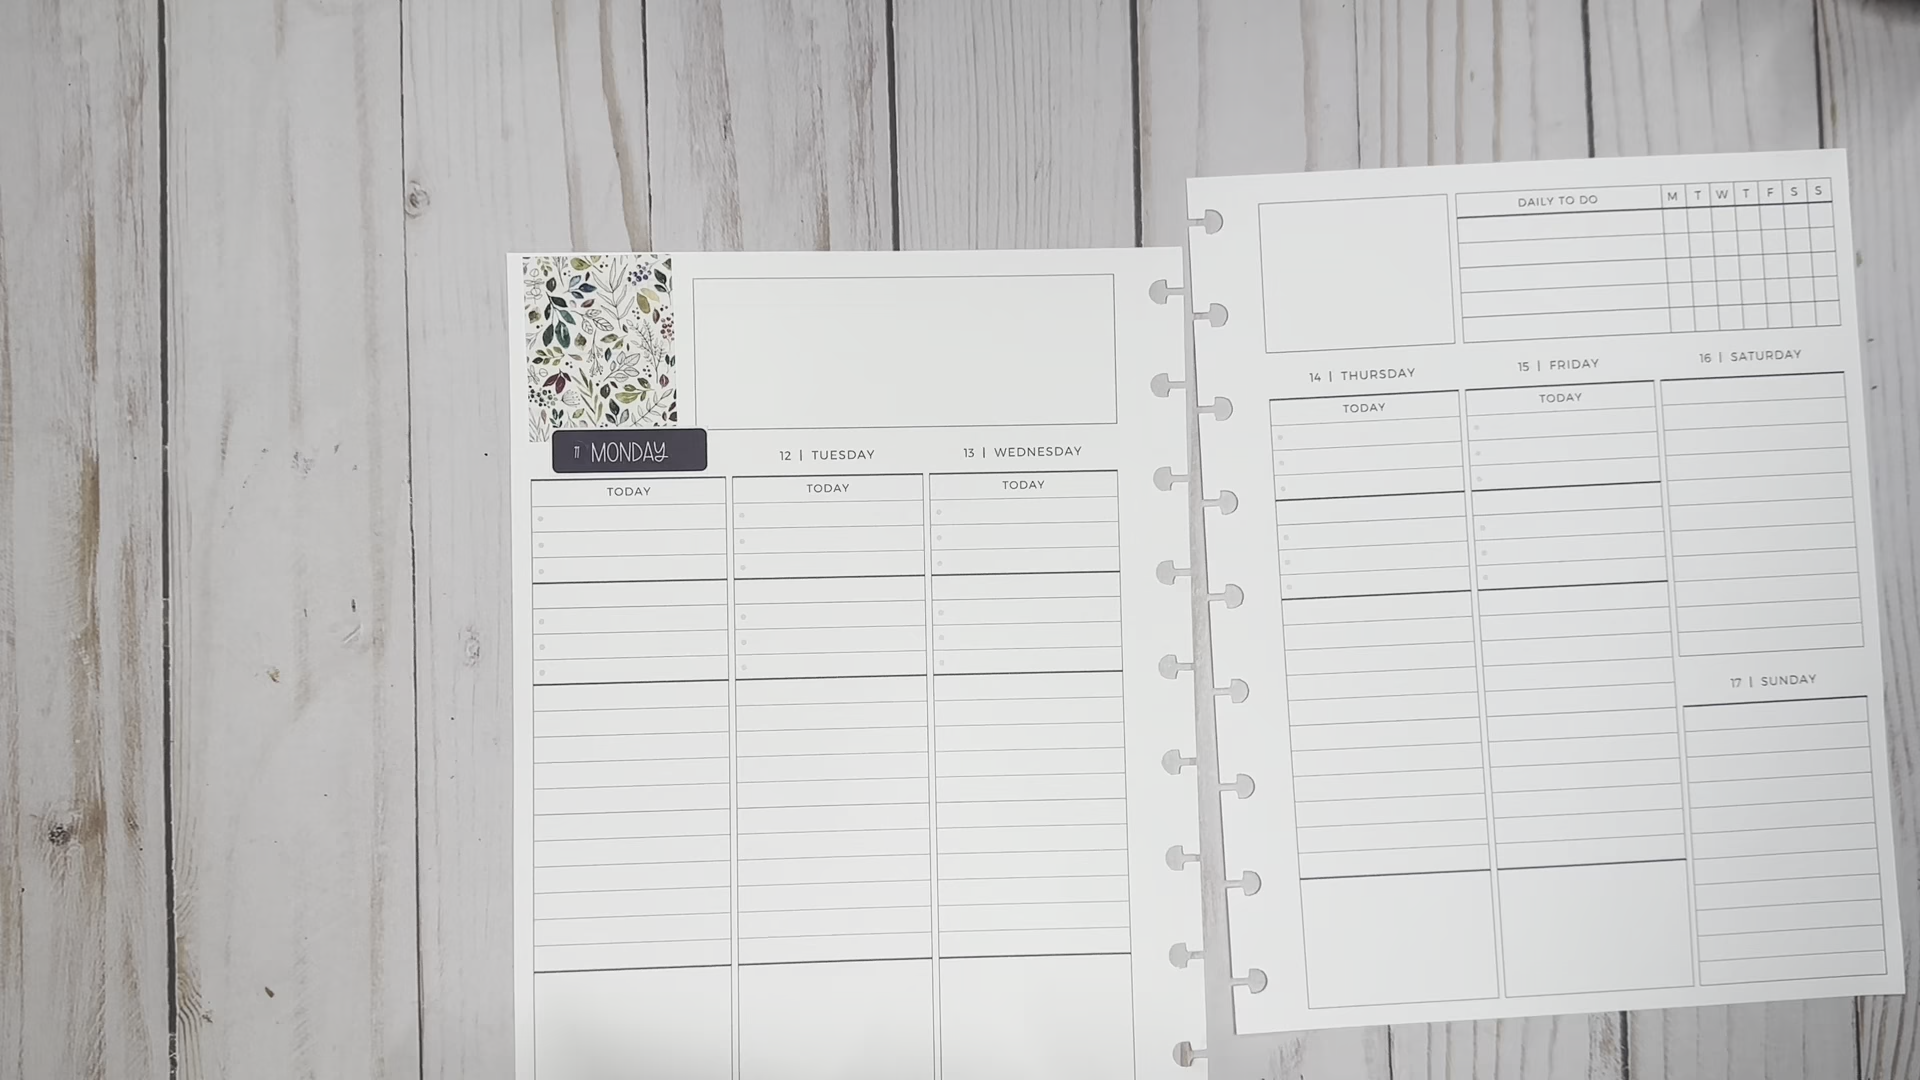 11 MONDAY
12 | TUESDAY
13 | WEDNESDAY
TODAY
TODAY
TODAY
DAILY TO DO M T W T F S S
14 | THURSDAY
15 | FRIDAY
16 | SATURDAY
TODAY
TODAY
17 | SUNDAY